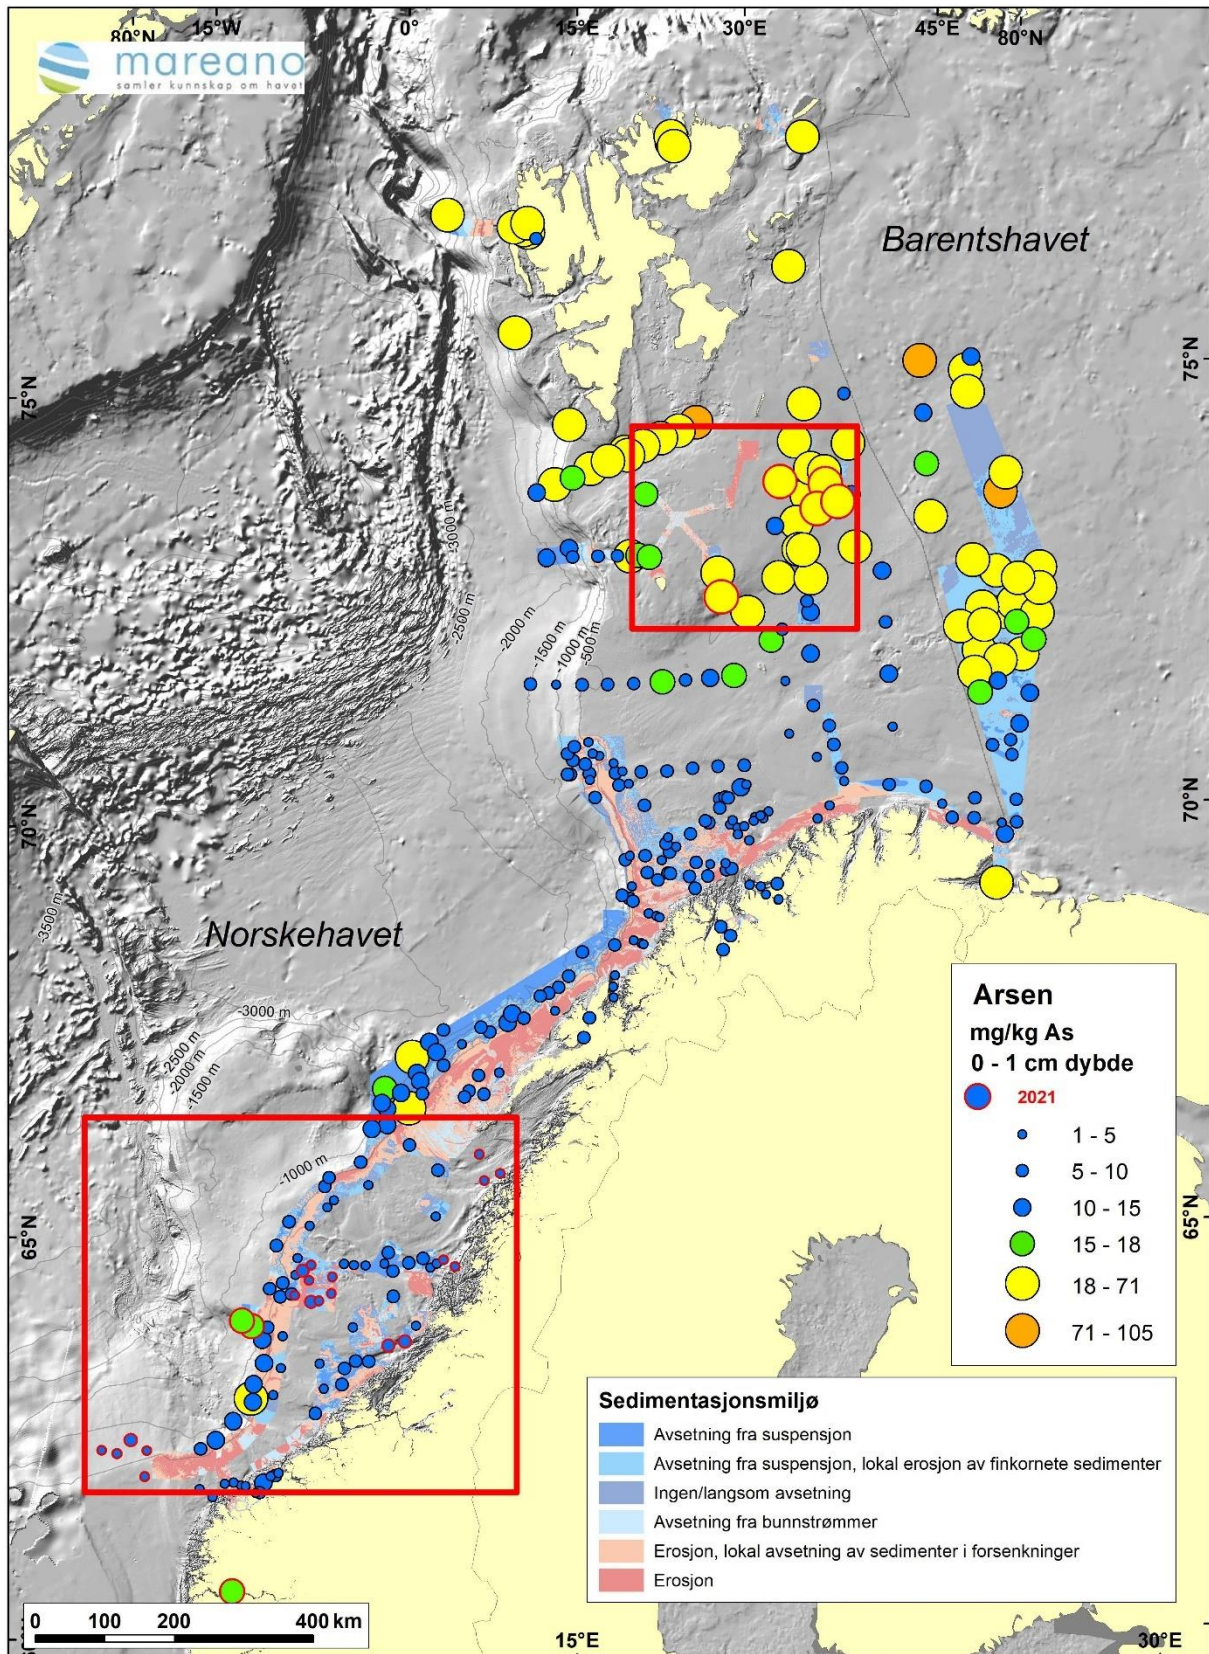 80°N 15°W 0° 15°E 30°E 45°E 80°N
mareano
samler kunnskap om havet
Barentshavet
75°N
75°N
-3000 m
-2500 m
-2000 m
-1500 m
-1000 m
-500 m
70°N
70°N
-3500 m
Norskehavet
-3000 m
-2500 m
-2000 m
-1500 m
-1000 m
65°N
65°N
Arsen
mg/kg As
0 - 1 cm dybde
2021
1 - 5
5 - 10
10 - 15
15 - 18
18 - 71
71 - 105
Sedimentasjonsmiljø
Avsetning fra suspensjon
Avsetning fra suspensjon, lokal erosjon av finkornete sedimenter
Ingen/langsom avsetning
Avsetning fra bunnstrømmer
Erosjon, lokal avsetning av sedimenter i forsenkninger
Erosjon
0 100 200 400 km
15°E 30°E